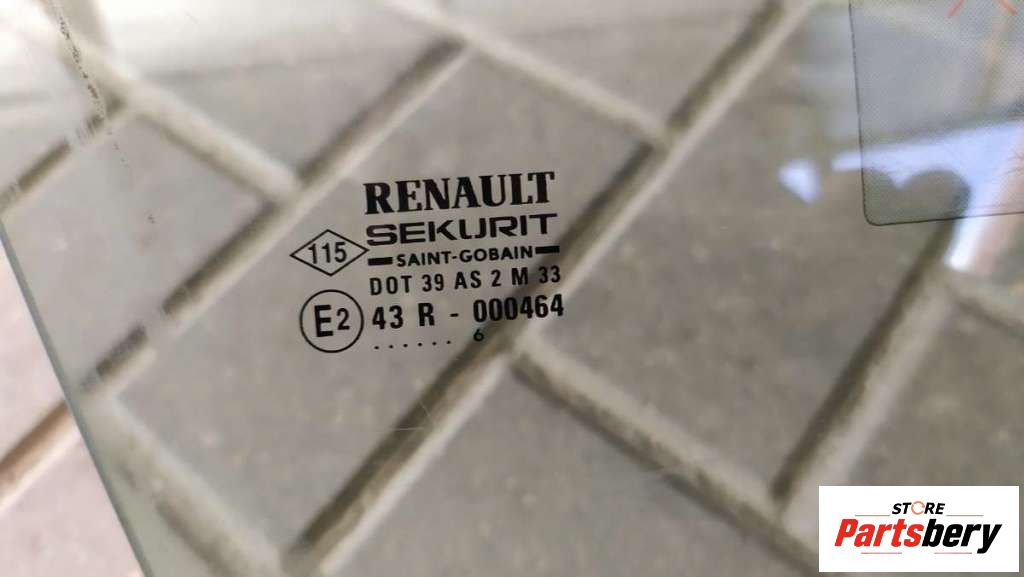 RENAULT
SEKURIT
115
SAINT-GOBAIN
DOT 39 AS 2 M 33
E2 43 R - 000464
. . . . . . 6
STORE
Partsbery